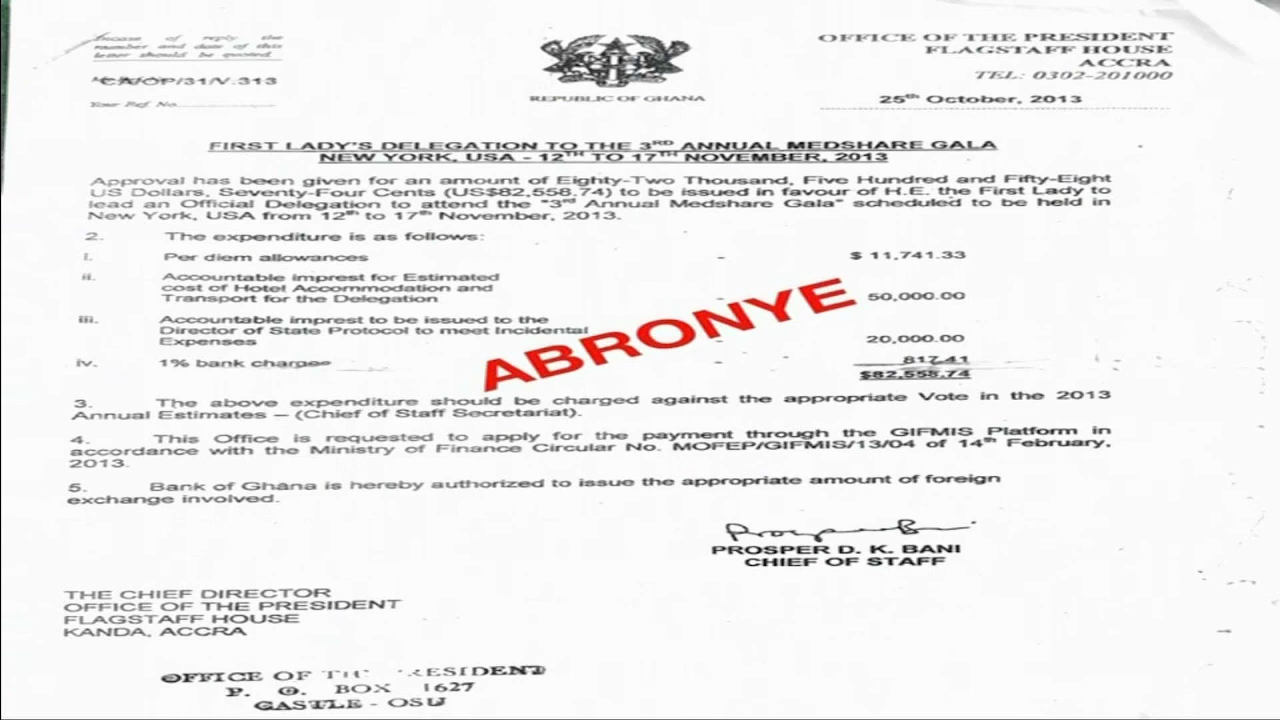 Incase of reply the
number and date of this
letter should be quoted.
CA/OP/31/V.313
Your Ref. No.
REPUBLIC OF GHANA
OFFICE OF THE PRESIDENT
FLAGSTAFF HOUSE
ACCRA
TEL: 0302-201000
25th October, 2013
FIRST LADY'S DELEGATION TO THE 3RD ANNUAL MEDSHARE GALA
NEW YORK, USA - 12TH TO 17TH NOVEMBER, 2013
Approval has been given for an amount of Eighty-Two Thousand, Five Hundred and Fifty-Eight
US Dollars, Seventy-Four Cents (US$82,558.74) to be issued in favour of H.E. the First Lady to
lead an Official Delegation to attend the "3rd Annual Medshare Gala" scheduled to be held in
New York, USA from 12th to 17th November, 2013.
2. The expenditure is as follows:
i. Per diem allowances - $ 11,741.33
ii. Accountable imprest for Estimated
cost of Hotel Accommodation and
Transport for the Delegation - 50,000.00
iii. Accountable imprest to be issued to the
Director of State Protocol to meet Incidental
Expenses - 20,000.00
iv. 1% bank charges - 817.41
$82,558.74
ABRONYE
3. The above expenditure should be charged against the appropriate Vote in the 2013
Annual Estimates – (Chief of Staff Secretariat).
4. This Office is requested to apply for the payment through the GIFMIS Platform in
accordance with the Ministry of Finance Circular No. MOFEP/GIFMIS/13/04 of 14th February,
2013.
5. Bank of Ghana is hereby authorized to issue the appropriate amount of foreign
exchange involved.
PROSPER D. K. BANI
CHIEF OF STAFF
THE CHIEF DIRECTOR
OFFICE OF THE PRESIDENT
FLAGSTAFF HOUSE
KANDA, ACCRA
OFFICE OF
P. O. BOX 1627
CASTLE - OSU